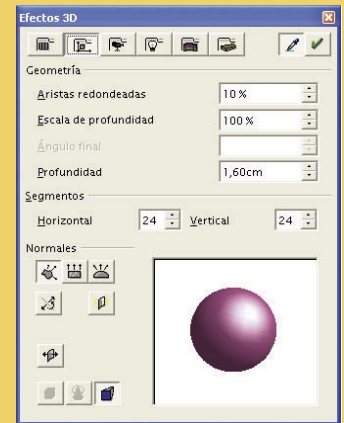 Efectos 3D
Geometría
Aristas redondeadas 10 %
Escala de profundidad 100 %
Ángulo final
Profundidad 1,60cm
Segmentos
Horizontal 24 Vertical 24
Normales